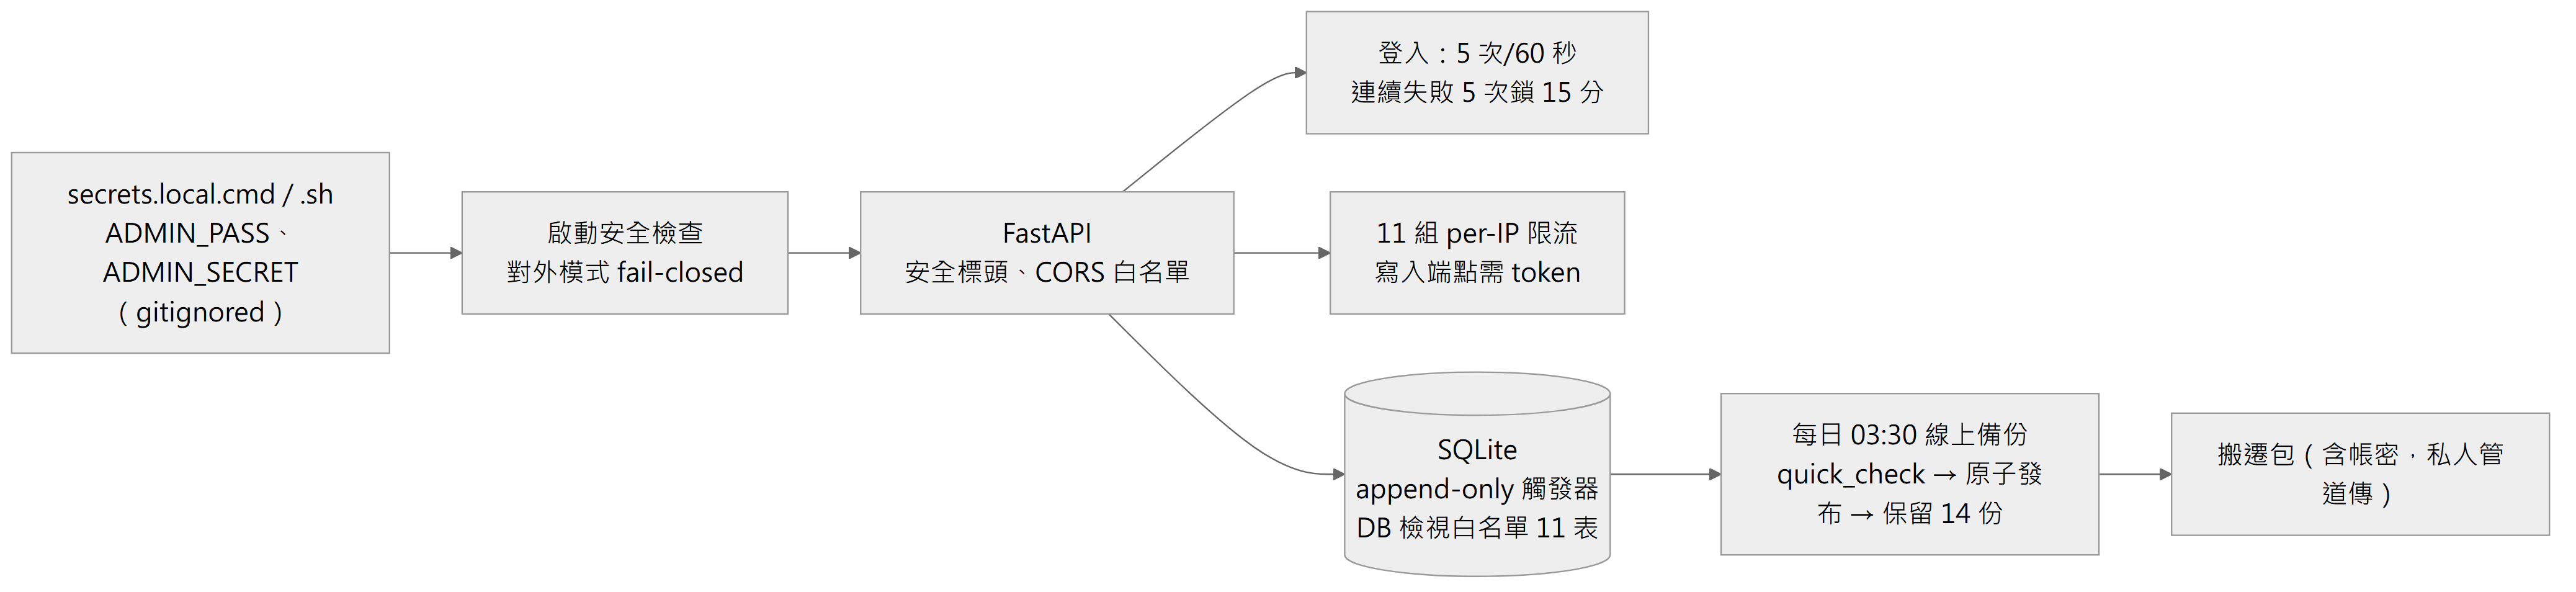 secrets.local.cmd / .sh
ADMIN_PASS、
ADMIN_SECRET
（gitignored）
啟動安全檢查
對外模式 fail-closed
FastAPI
安全標頭、CORS 白名單
登入：5 次/60 秒
連續失敗 5 次鎖 15 分
11 組 per-IP 限流
寫入端點需 token
SQLite
append-only 觸發器
DB 檢視白名單 11 表
每日 03:30 線上備份
quick_check → 原子發
布 → 保留 14 份
搬遷包（含帳密，私人管
道傳）